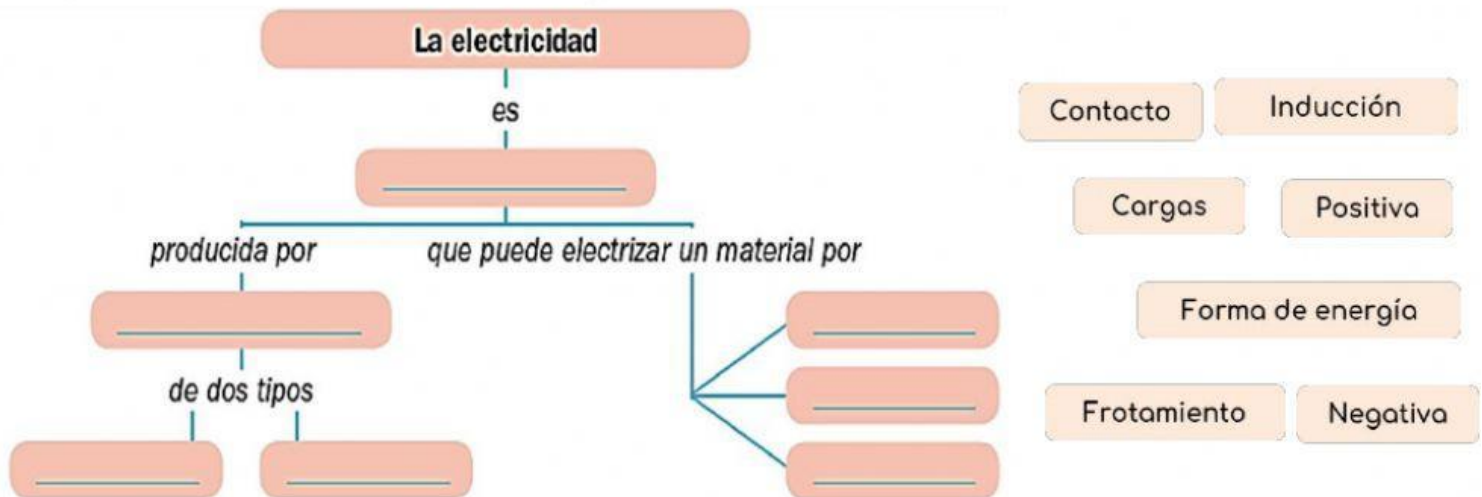 La electricidad
es
producida por
que puede electrizar un material por
de dos tipos
Contacto
Inducción
Cargas
Positiva
Forma de energía
Frotamiento
Negativa